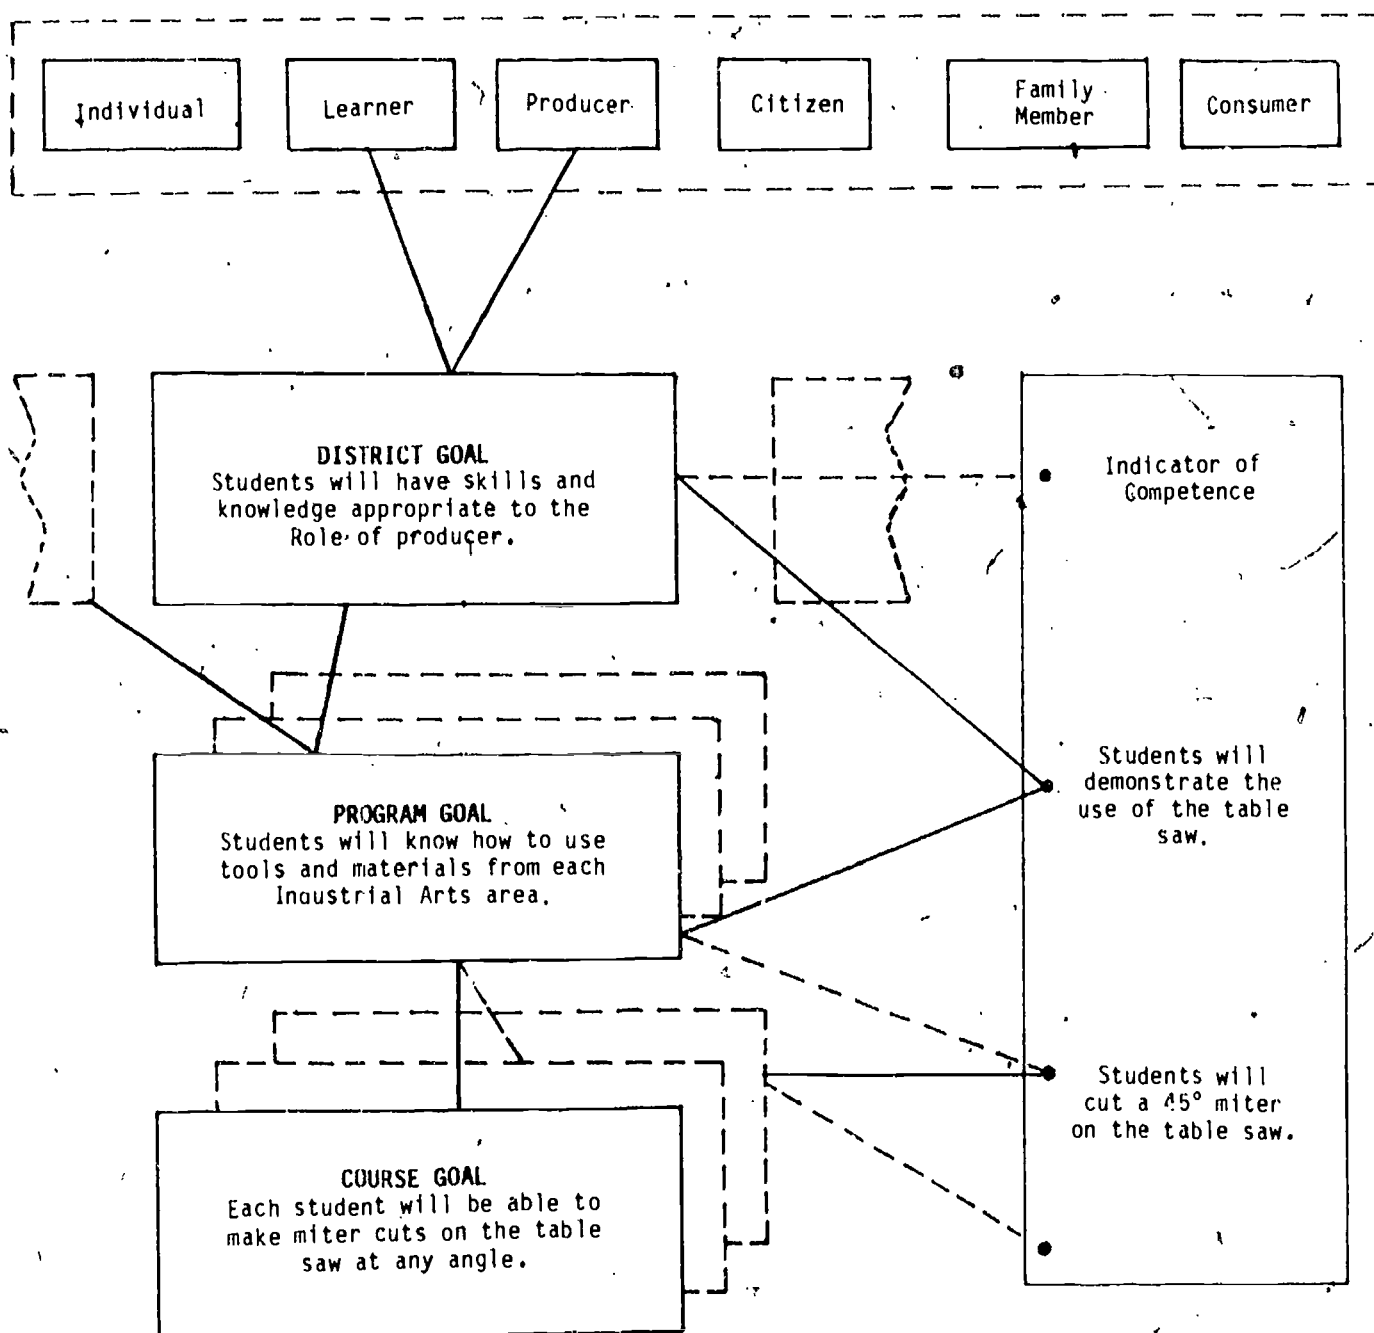 Individual
Learner
Producer
Citizen
Family
Member
Consumer
DISTRICT GOAL
Students will have skills and
knowledge appropriate to the
Role of producer.
Indicator of
Competence
PROGRAM GOAL
Students will know how to use
tools and materials from each
Industrial Arts area.
Students will
demonstrate the
use of the table
saw.
COURSE GOAL
Each student will be able to
make miter cuts on the table
saw at any angle.
Students will
cut a 45° miter
on the table saw.